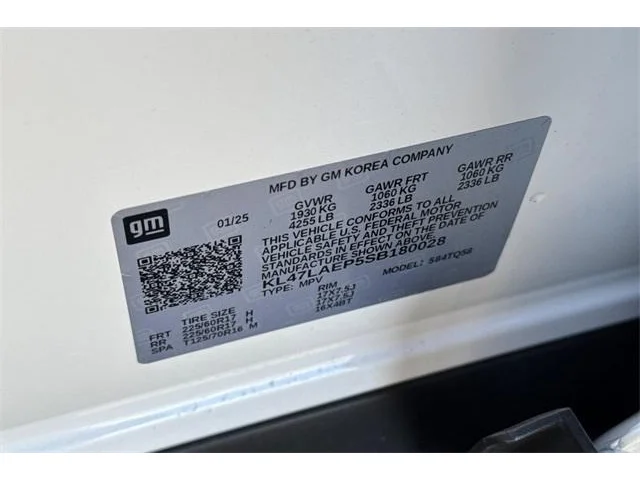 MFD BY GM KOREA COMPANY
gm
01/25
GVWR GAWR FRT GAWR RR
1930 KG 1060 KG 1060 KG
4255 LB 2336 LB 2336 LB
THIS VEHICLE CONFORMS TO ALL
APPLICABLE U.S. FEDERAL MOTOR
VEHICLE SAFETY AND THEFT PREVENTION
STANDARDS IN EFFECT ON THE DATE OF
MANUFACTURE SHOWN ABOVE.
KL47LAEP5SB180028
TYPE: MPV MODEL: 5B4TQ58
TIRE SIZE RIM
FRT 225/60R17 H 17X7.5J
RR 225/60R17 H 17X7.5J
SPA T125/70R16 M 16X4BT